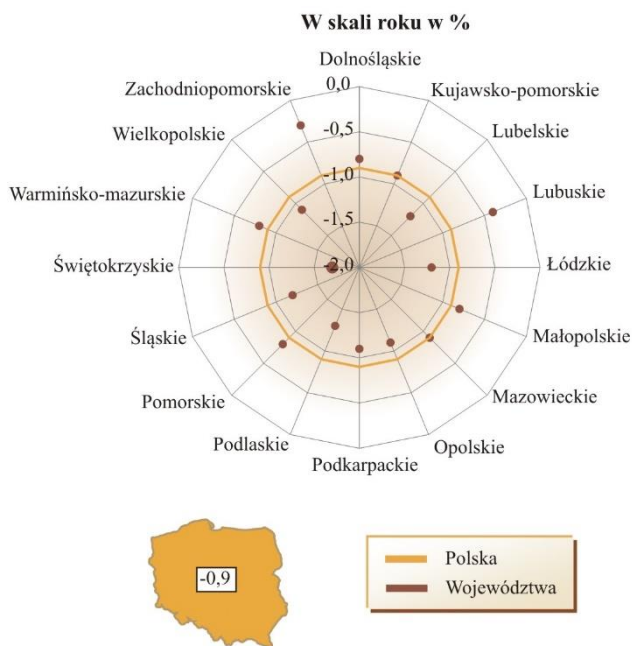 W skali roku w %
Dolnośląskie
Zachodniopomorskie
0,0
Kujawsko-pomorskie
Wielkopolskie
-0,5
Lubelskie
Warmińsko-mazurskie
-1,0
Lubuskie
-1,5
Świętokrzyskie
-2,0
Łódzkie
Śląskie
Małopolskie
Pomorskie
Mazowieckie
Podlaskie
Opolskie
Podkarpackie
-0,9
Polska
Województwa